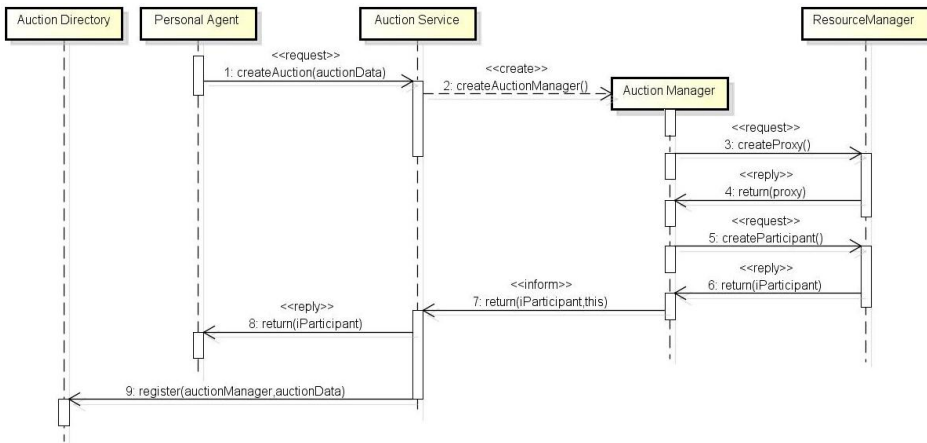 Auction Directory
Personal Agent
Auction Service
ResourceManager
<<request>>
1: createAuction(auctionData)
<<create>>
2: createAuctionManager()
Auction Manager
<<request>>
3: createProxy()
<<reply>>
4: return(proxy)
<<request>>
5: createParticipant()
<<reply>>
6: return(iParticipant)
<<inform>>
7: return(iParticipant,this)
<<reply>>
8: return(iParticipant)
9: register(auctionManager,auctionData)